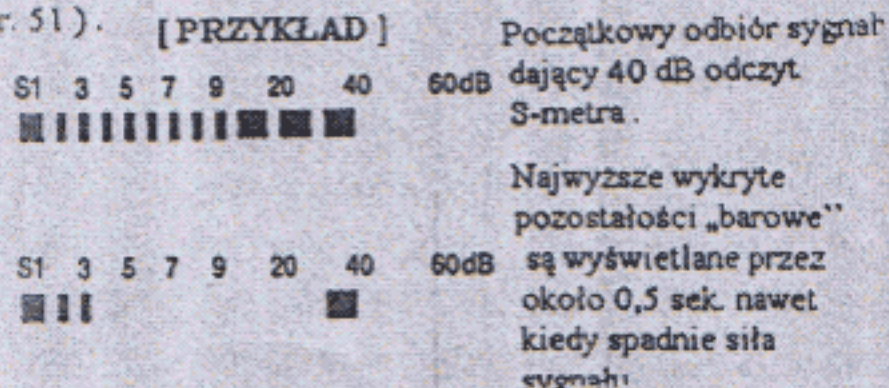 r. 51 ). [ PRZYKŁAD ]
S1 3 5 7 9 20 40 60dB
Początkowy odbiór sygnał
dający 40 dB odczyt
S-metra .
S1 3 5 7 9 20 40 60dB
Najwyższe wykryte
pozostałości „barowe”
są wyświetlane przez
około 0,5 sek. nawet
kiedy spadnie siła
sygnału